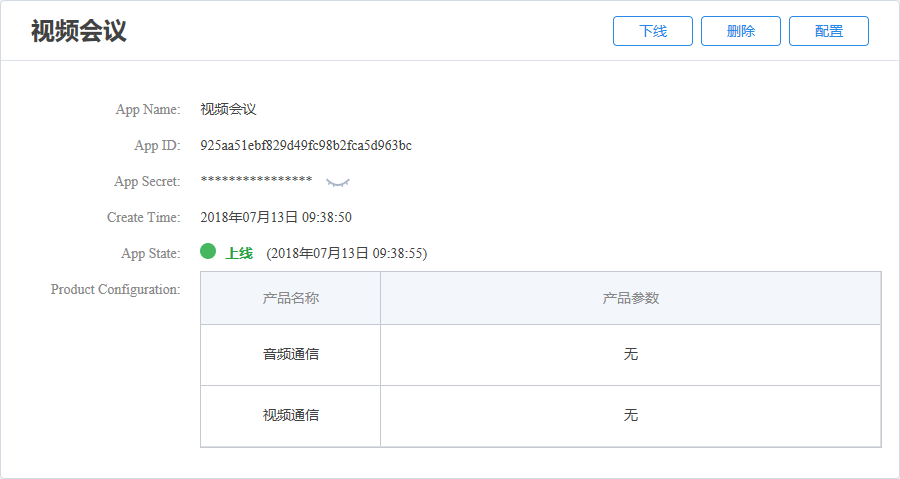 视频会议
下线 删除 配置
App Name: 视频会议
App ID: 925aa51ebf829d49fc98b2fca5d963bc
App Secret: ****************
Create Time: 2018年07月13日 09:38:50
App State: 上线 (2018年07月13日 09:38:55)
Product Configuration:
产品名称 产品参数
音频通信 无
视频通信 无